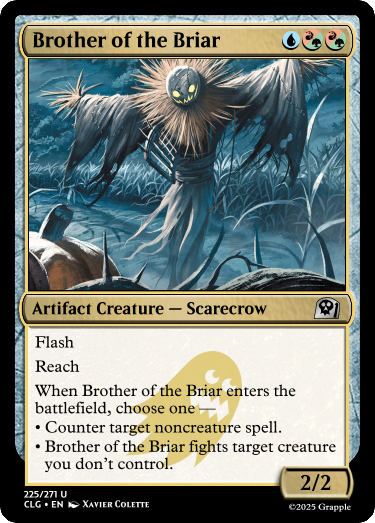 Brother of the Briar
Artifact Creature — Scarecrow
Flash
Reach
When Brother of the Briar enters the
battlefield, choose one —
• Counter target noncreature spell.
• Brother of the Briar fights target creature
you don't control.
2/2
225/271 U
CLG • EN Xavier Colette
©2025 Grapple